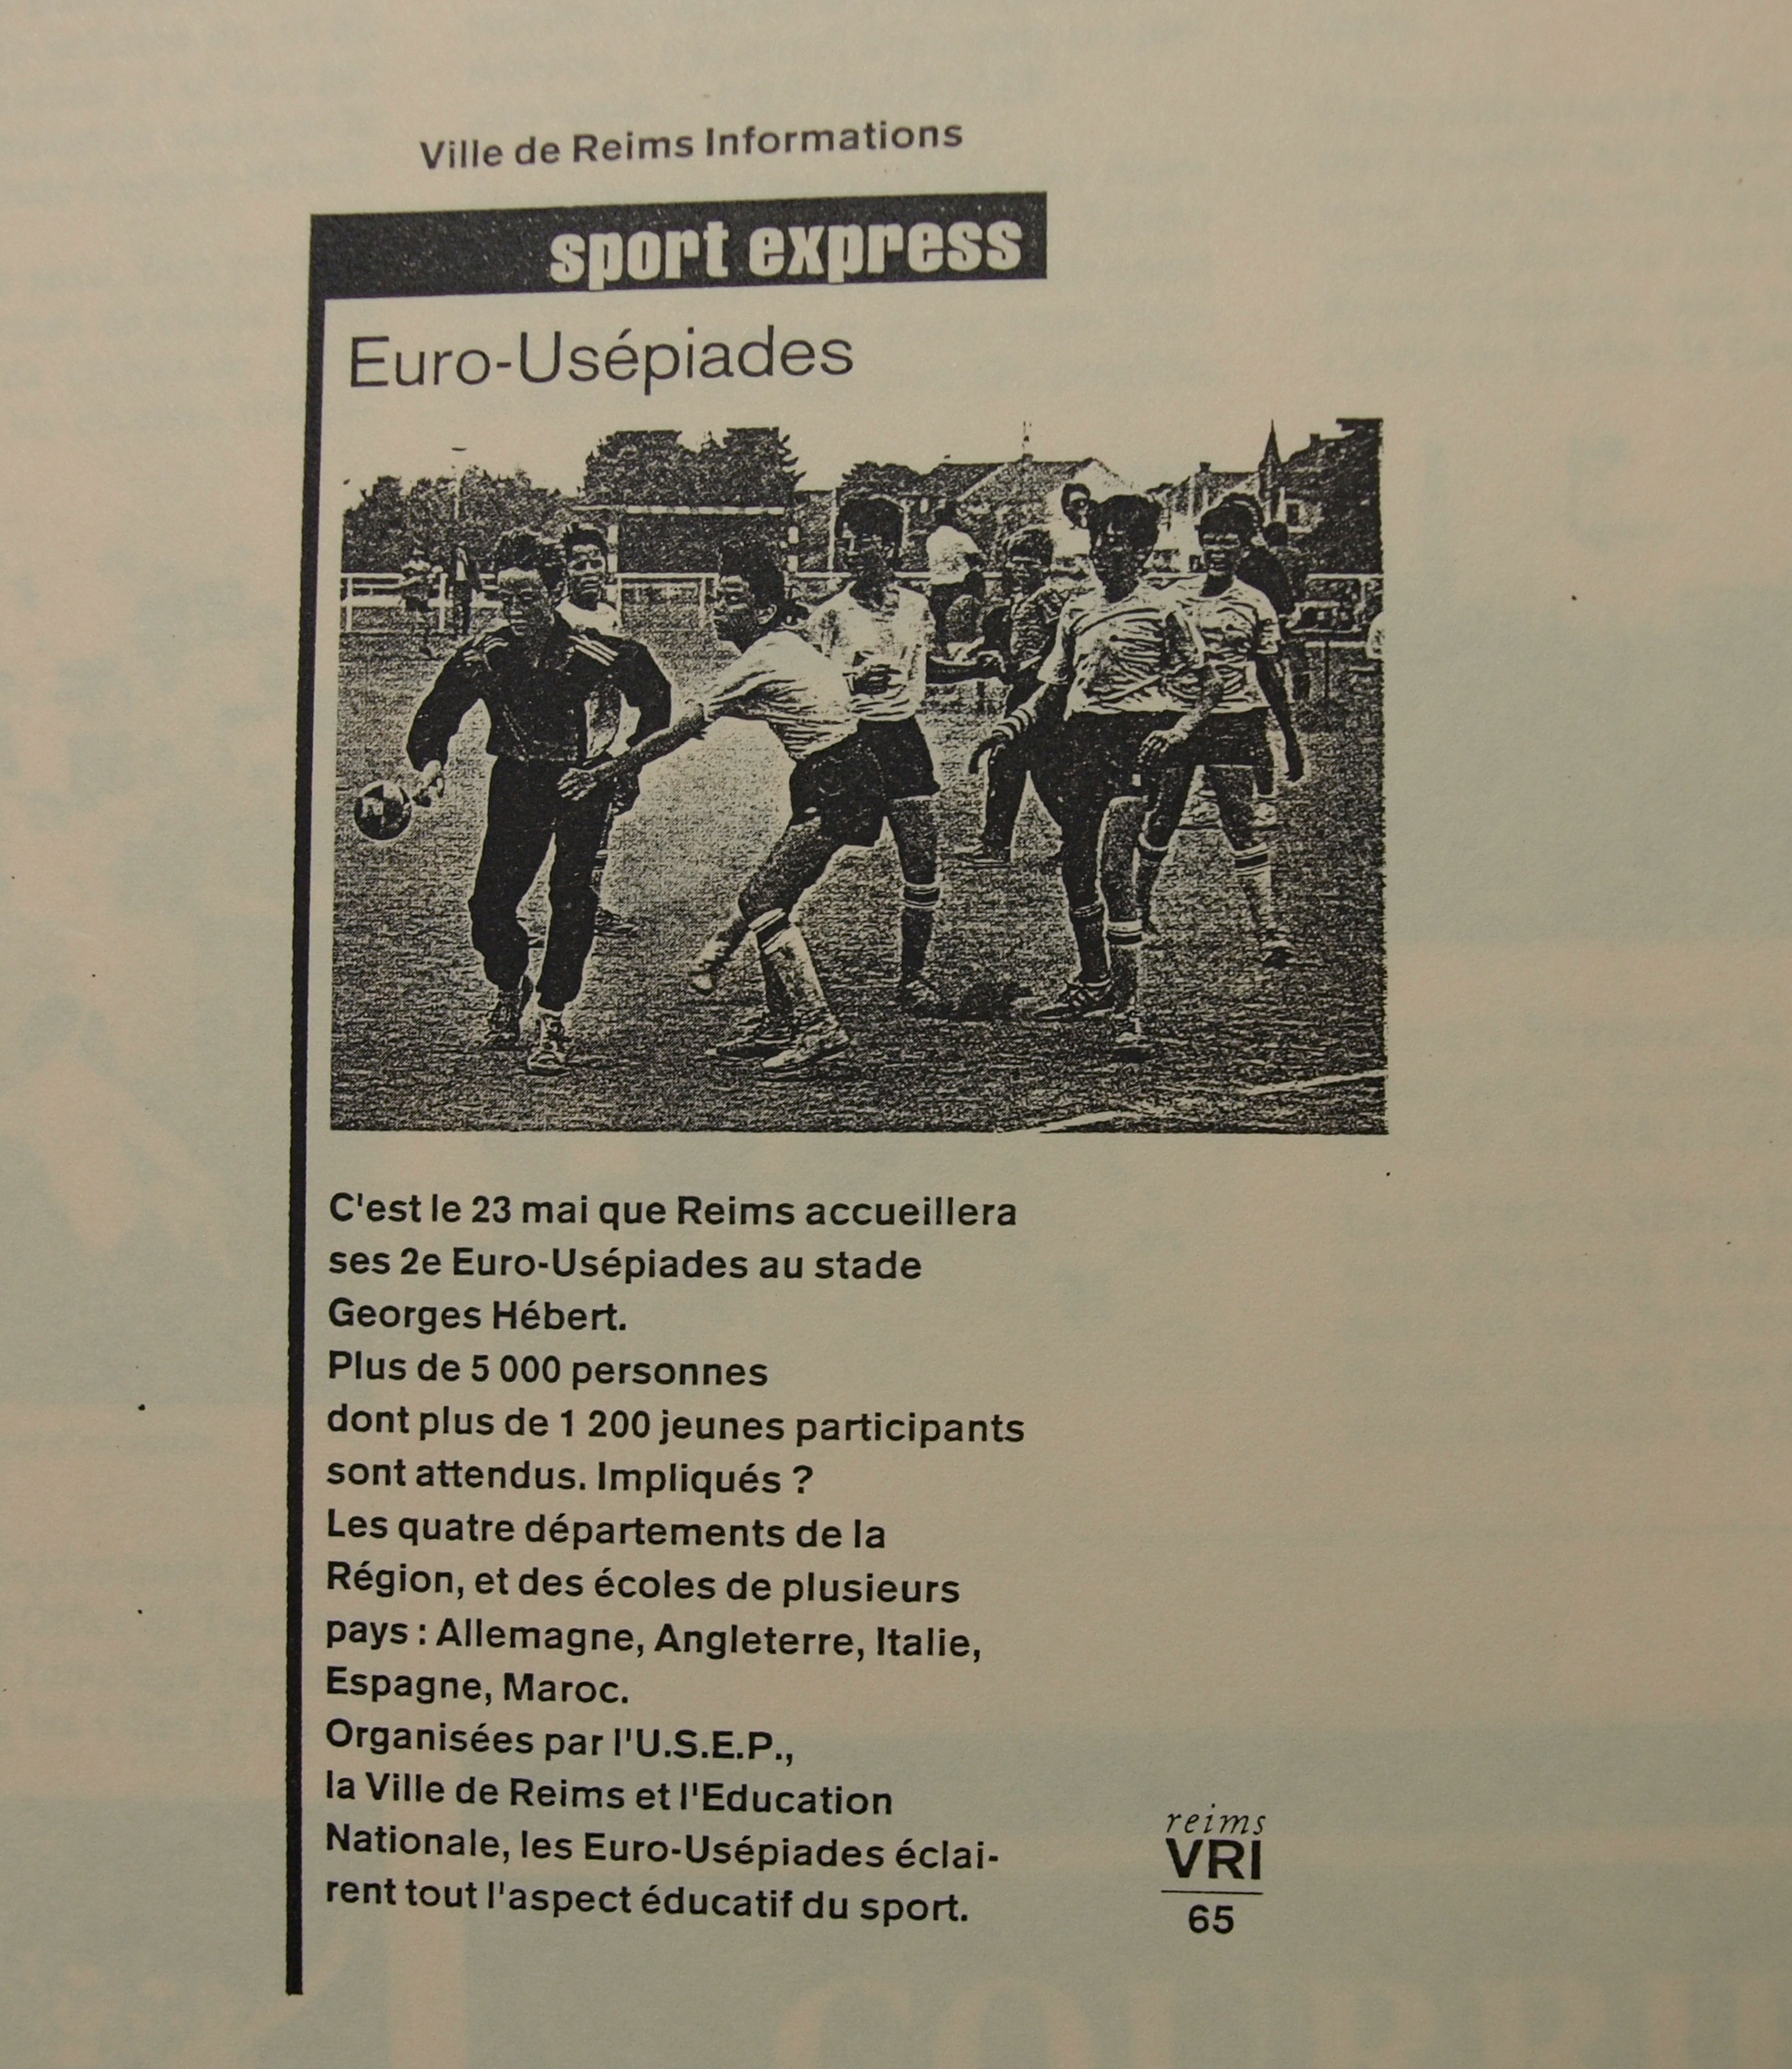 Ville de Reims Informations
sport express
Euro-Usépiades
C'est le 23 mai que Reims accueillera
ses 2e Euro-Usépiades au stade
Georges Hébert.
Plus de 5 000 personnes
dont plus de 1 200 jeunes participants
sont attendus. Impliqués ?
Les quatre départements de la
Région, et des écoles de plusieurs
pays : Allemagne, Angleterre, Italie,
Espagne, Maroc.
Organisées par l'U.S.E.P.,
la Ville de Reims et l'Education
Nationale, les Euro-Usépiades éclai-
rent tout l'aspect éducatif du sport.
reims
VRI
65